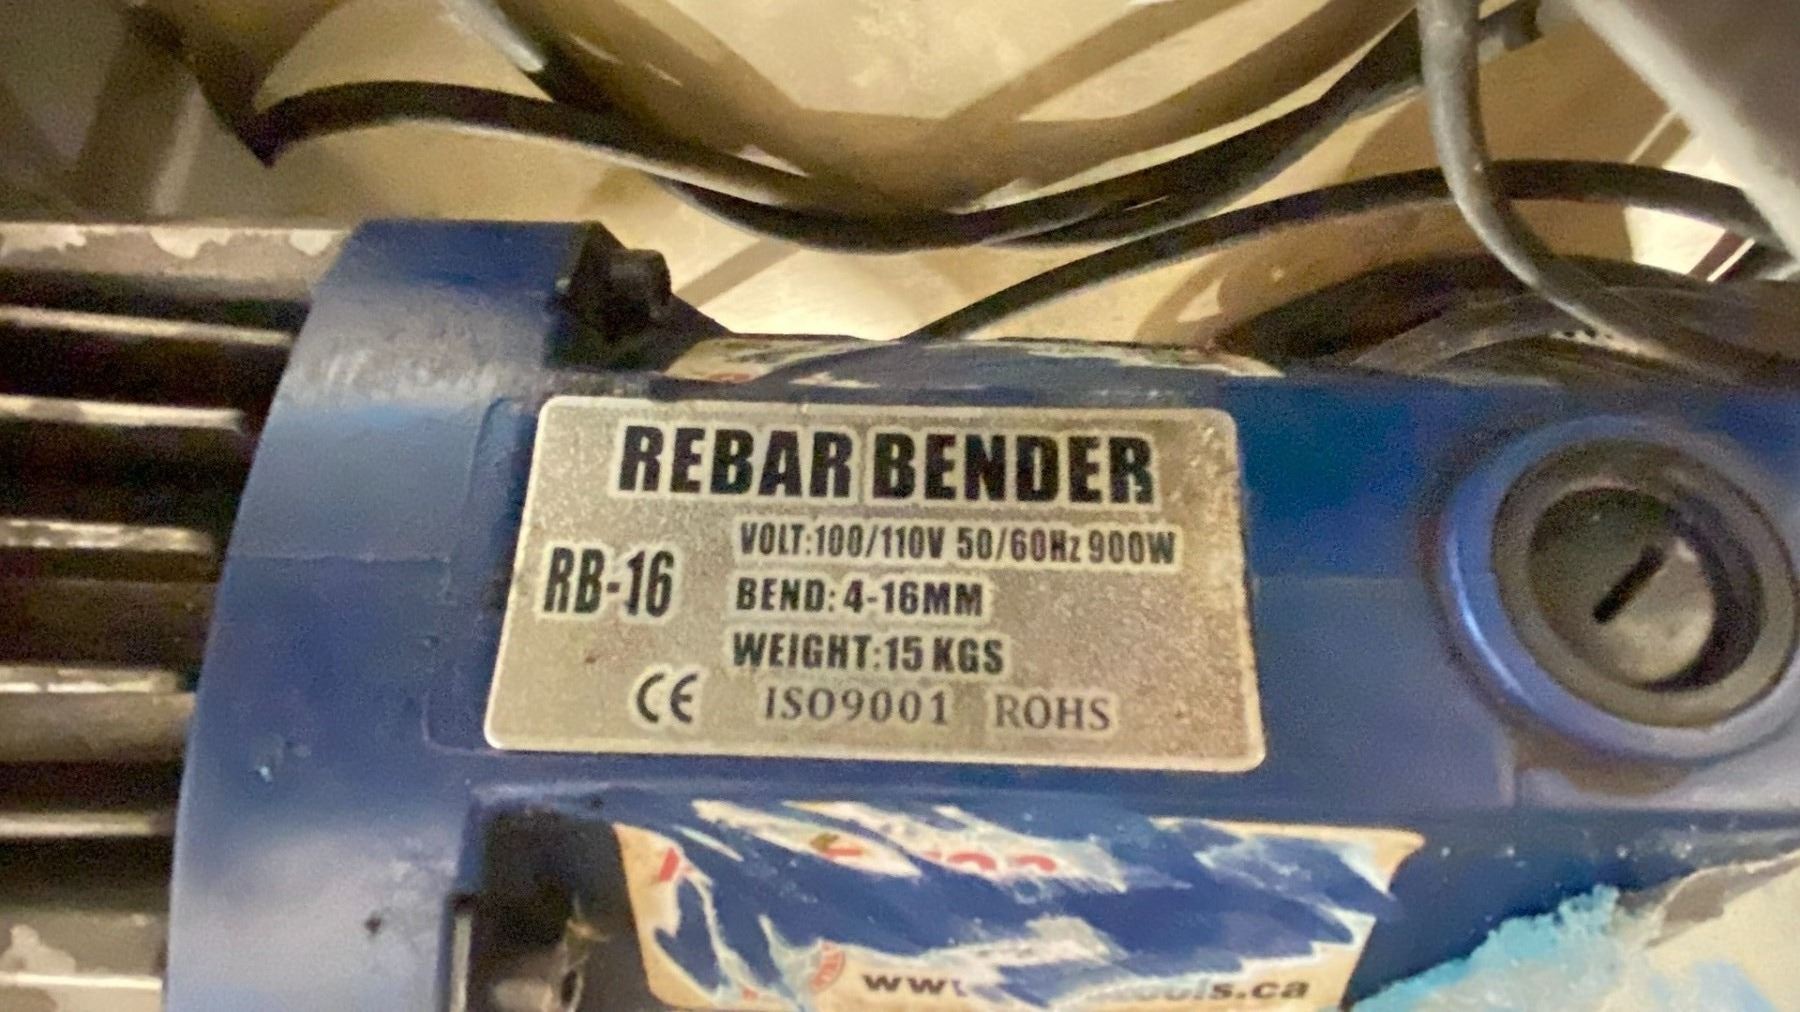 REBAR BENDER
RB-16
VOLT:100/110V 50/60Hz 900W
BEND: 4-16MM
WEIGHT:15 KGS
CE ISO9001 ROHS